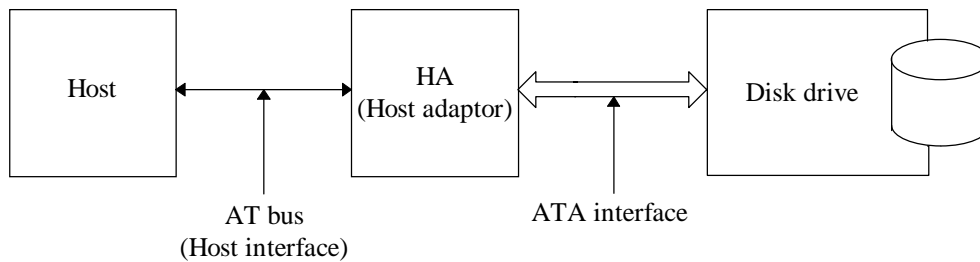 Host
HA
(Host adaptor)
Disk drive
AT bus
(Host interface)
ATA interface